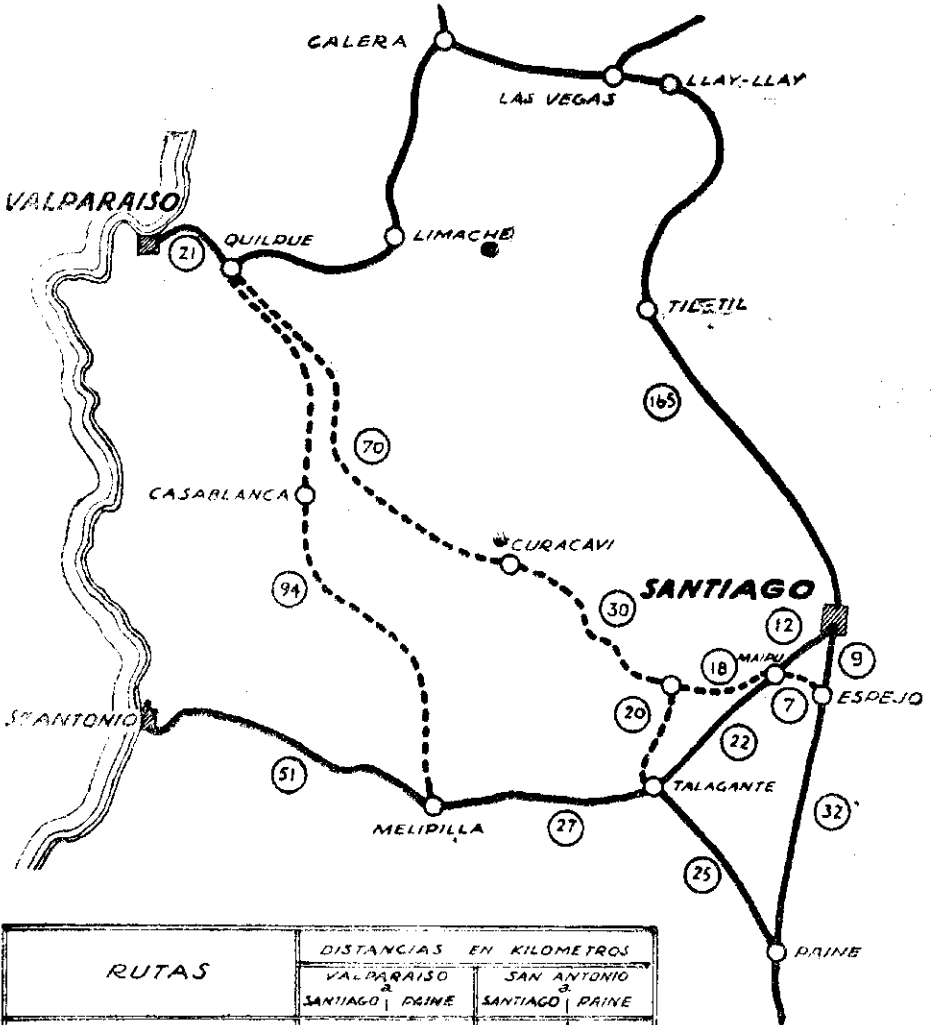 CALERA
LAS VEGAS
LLAY-LLAY
VALPARAISO
21
QUILPUE
LIMACHE
TIL-TIL
165
70
CASABLANCA
CURACAVI
94
30
SANTIAGO
12
9
18
MAIPU
7
ESPEJO
20
22
ANTONIO
51
TALAGANTE
MELIPILLA
27
32
25
PAINE
RUTAS
DISTANCIAS EN KILOMETROS
VALPARAISO
a
SANTIAGO | PAINE
SAN ANTONIO
a
SANTIAGO | PAINE